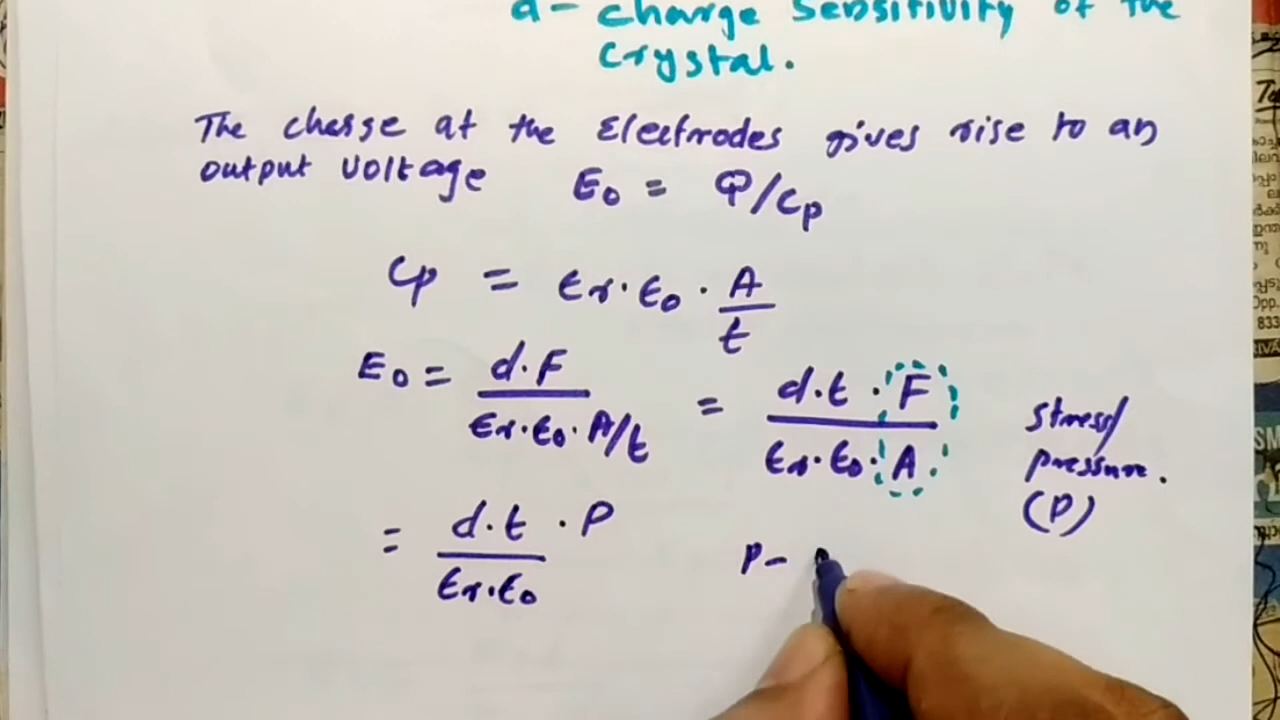 d - charge sensitivity of the
crystal.
The charge at the Electrodes gives rise to an
output voltage E₀ = Q/Cp
Cp = εr·ε₀ · A/t
E₀ = d·F / εr·ε₀·A/t = d·t·F / εr·ε₀·A
stress/
pressure.
(P)
= d·t / εr·ε₀ · P
P -